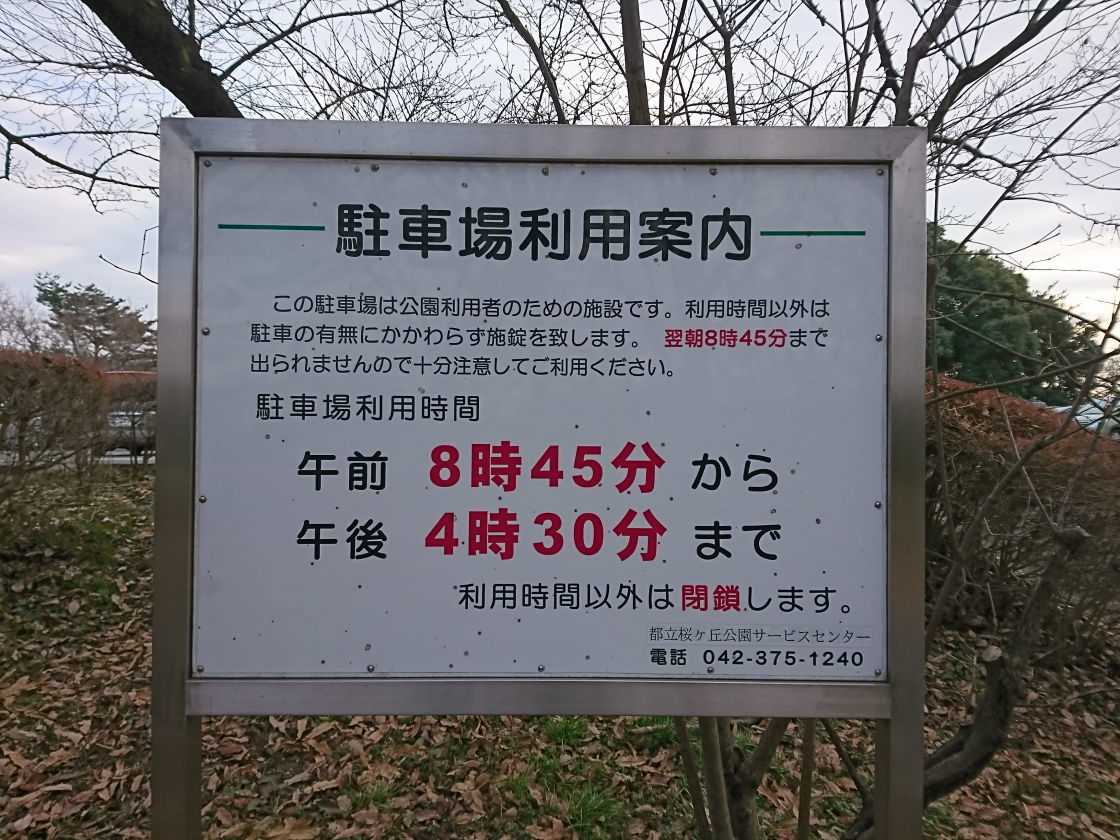 駐車場利用案内
この駐車場は公園利用者のための施設です。利用時間以外は
駐車の有無にかかわらず施錠を致します。 翌朝8時45分まで
出られませんので十分注意してご利用ください。
駐車場利用時間
午前 8時45分 から
午後 4時30分 まで
利用時間以外は 閉鎖します。
都立桜ヶ丘公園サービスセンター
電話 042-375-1240